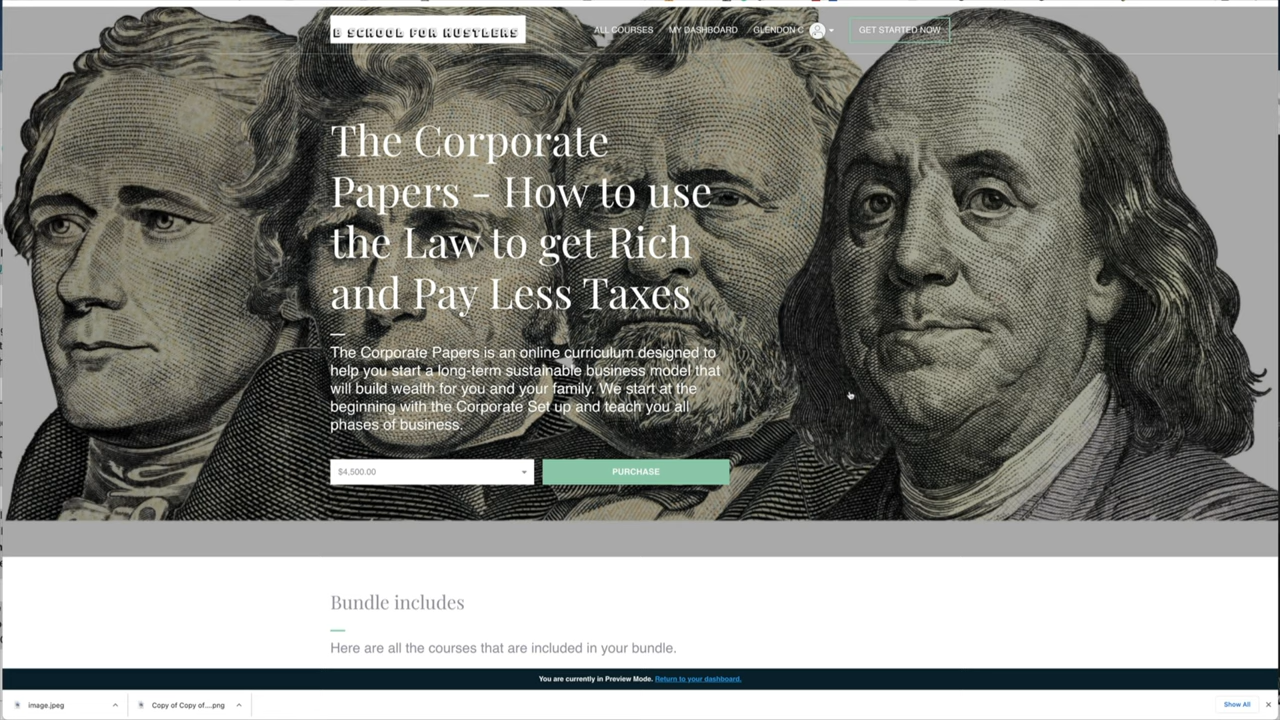 B SCHOOL FOR HUSTLERS
ALL COURSES MY DASHBOARD GLENDON C GET STARTED NOW
The Corporate
Papers – How to use
the Law to get Rich
and Pay Less Taxes
The Corporate Papers is an online curriculum designed to
help you start a long-term sustainable business model that
will build wealth for you and your family. We start at the
beginning with the Corporate Set up and teach you all
phases of business.
$4,500.00 PURCHASE
Bundle includes
Here are all the courses that are included in your bundle.
You are currently in Preview Mode. Return to your dashboard.
image.jpeg Copy of Copy of....png Show All